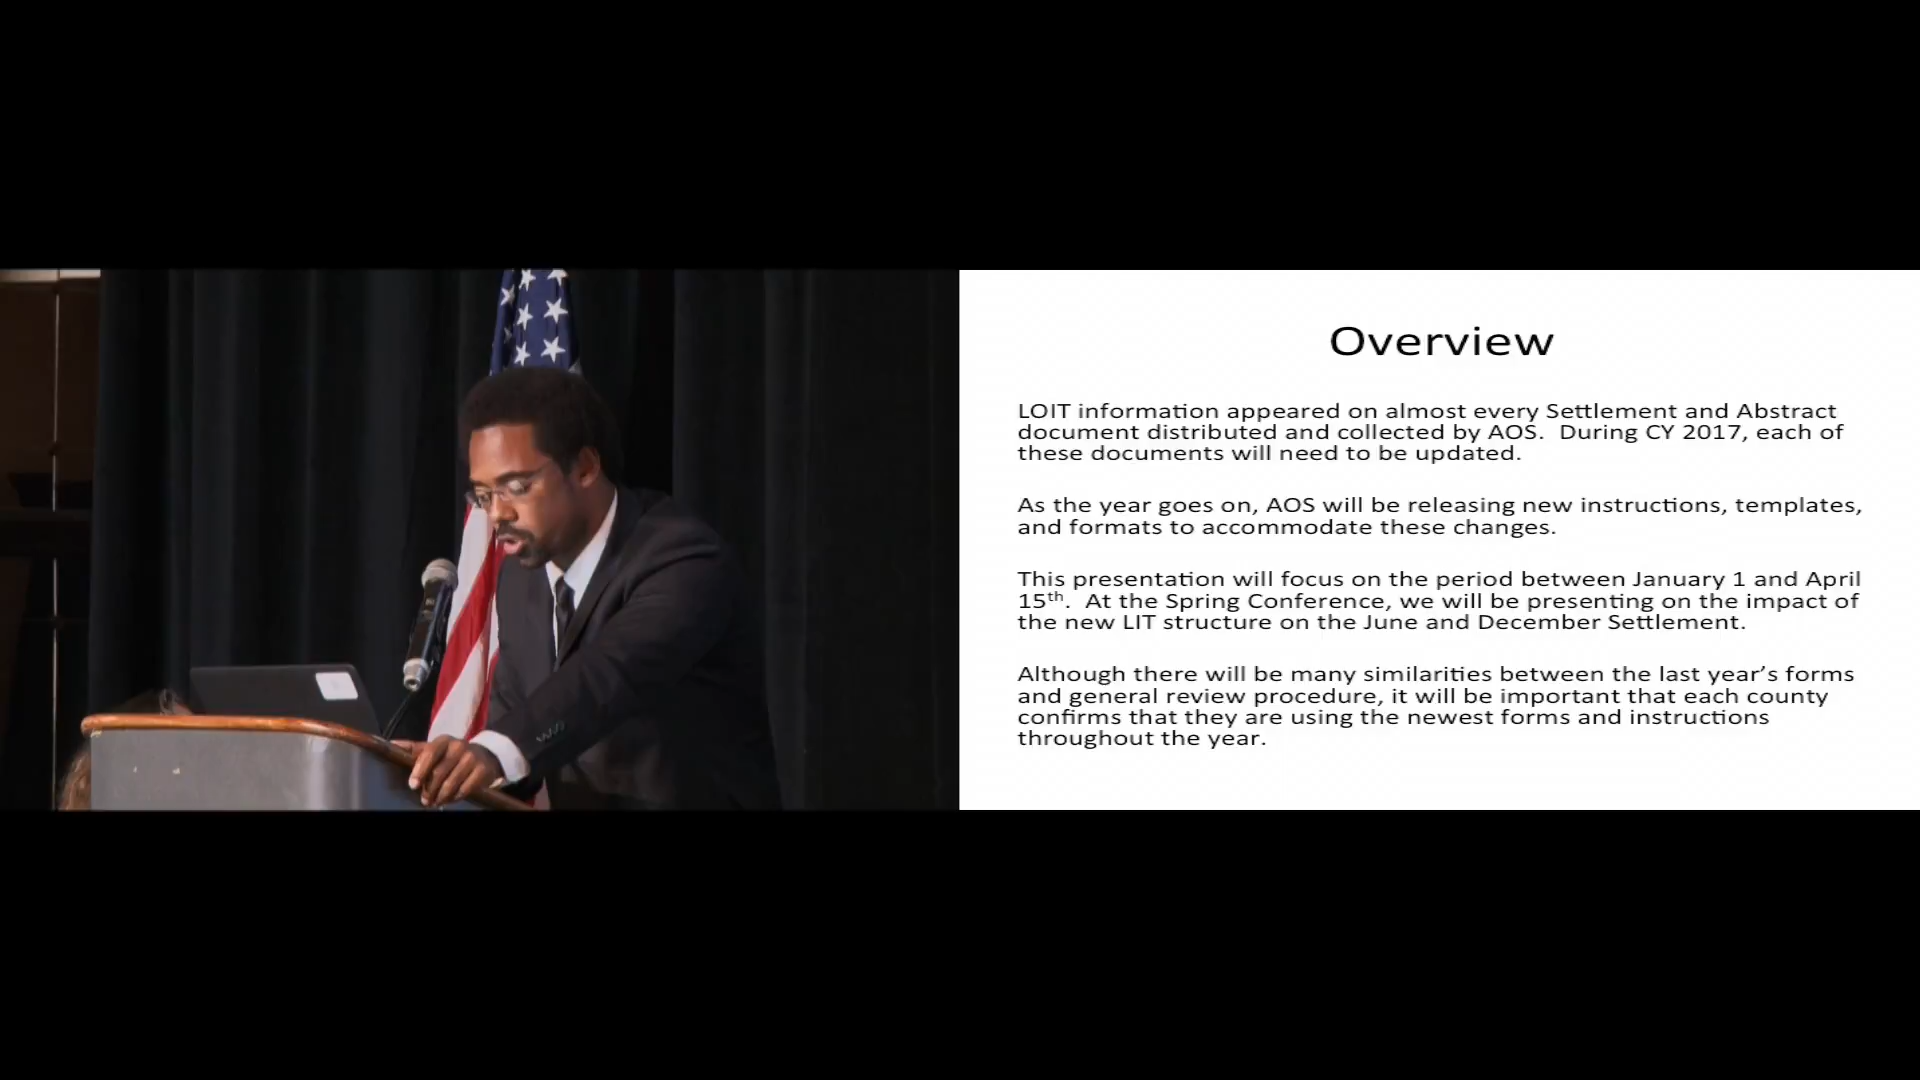 Overview
LOIT information appeared on almost every Settlement and Abstract
document distributed and collected by AOS.  During CY 2017, each of
these documents will need to be updated.
As the year goes on, AOS will be releasing new instructions, templates,
and formats to accommodate these changes.
This presentation will focus on the period between January 1 and April
15th.  At the Spring Conference, we will be presenting on the impact of
the new LIT structure on the June and December Settlement.
Although there will be many similarities between the last year’s forms
and general review procedure, it will be important that each county
confirms that they are using the newest forms and instructions
throughout the year.